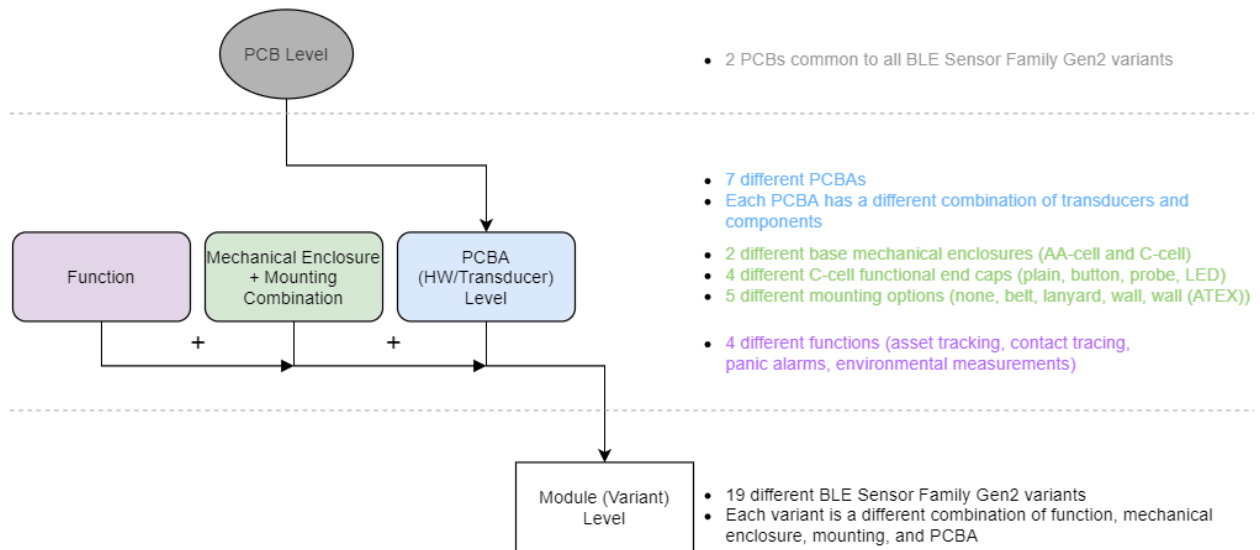 PCB Level
• 2 PCBs common to all BLE Sensor Family Gen2 variants
• 7 different PCBAs
• Each PCBA has a different combination of transducers and
components
Function
Mechanical Enclosure
+ Mounting
Combination
PCBA
(HW/Transducer)
Level
• 2 different base mechanical enclosures (AA-cell and C-cell)
• 4 different C-cell functional end caps (plain, button, probe, LED)
• 5 different mounting options (none, belt, lanyard, wall, wall (ATEX))
+
+
• 4 different functions (asset tracking, contact tracing,
panic alarms, environmental measurements)
Module (Variant)
Level
• 19 different BLE Sensor Family Gen2 variants
• Each variant is a different combination of function, mechanical
enclosure, mounting, and PCBA